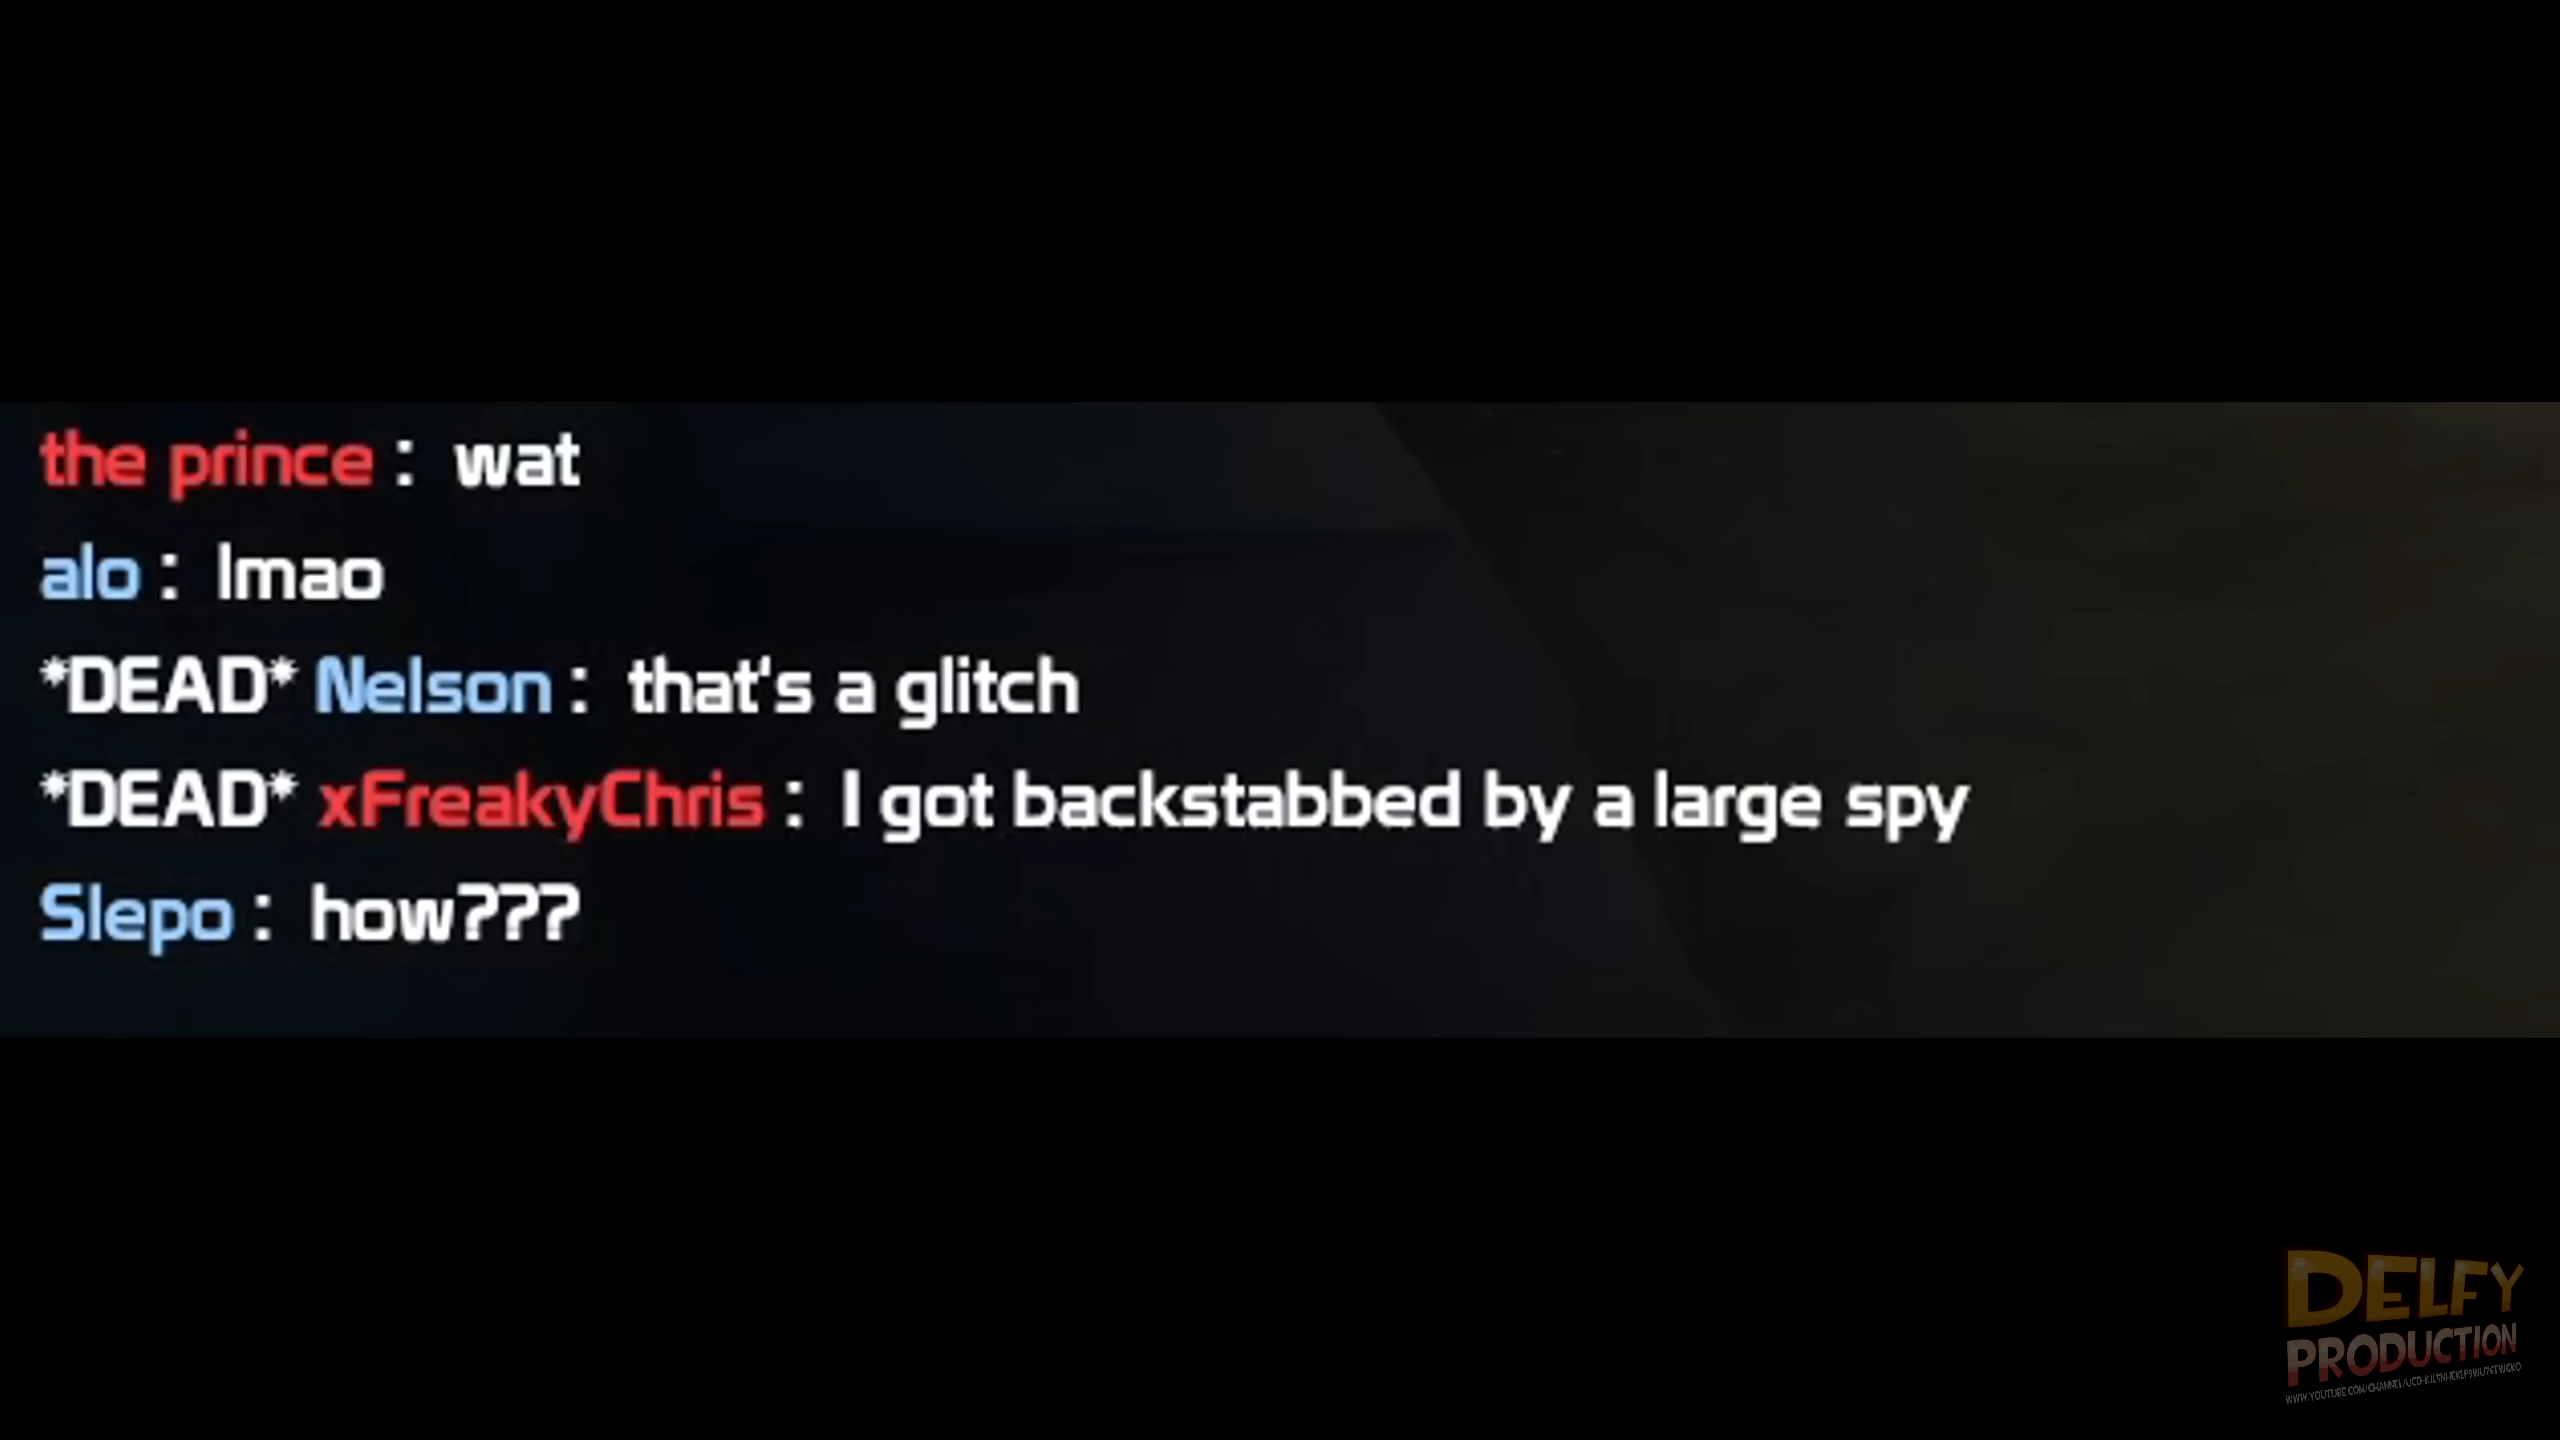 the prince : wat
alo : lmao
*DEAD* Nelson : that's a glitch
*DEAD* xFreakyChris : I got backstabbed by a large spy
Slepo : how???
DELFY
PRODUCTION